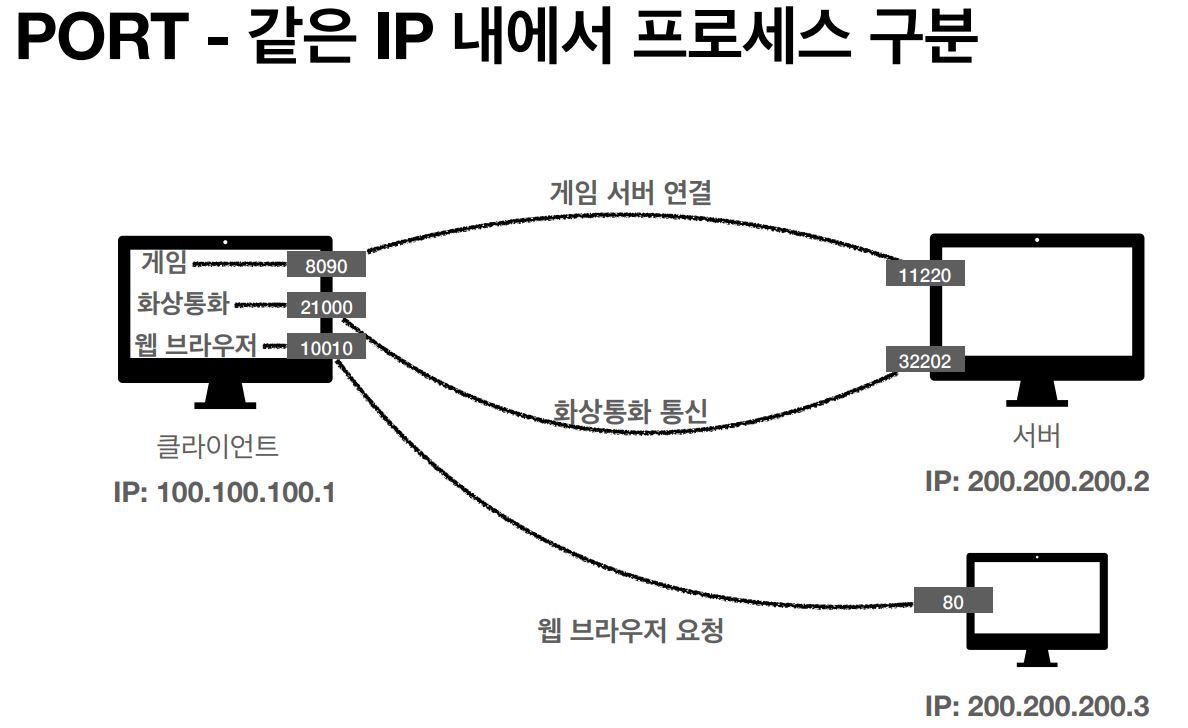 PORT - 같은 IP 내에서 프로세스 구분
게임 서버 연결
게임
8090
화상통화
21000
웹 브라우저
10010
11220
32202
화상통화 통신
클라이언트
IP: 100.100.100.1
서버
IP: 200.200.200.2
80
웹 브라우저 요청
IP: 200.200.200.3